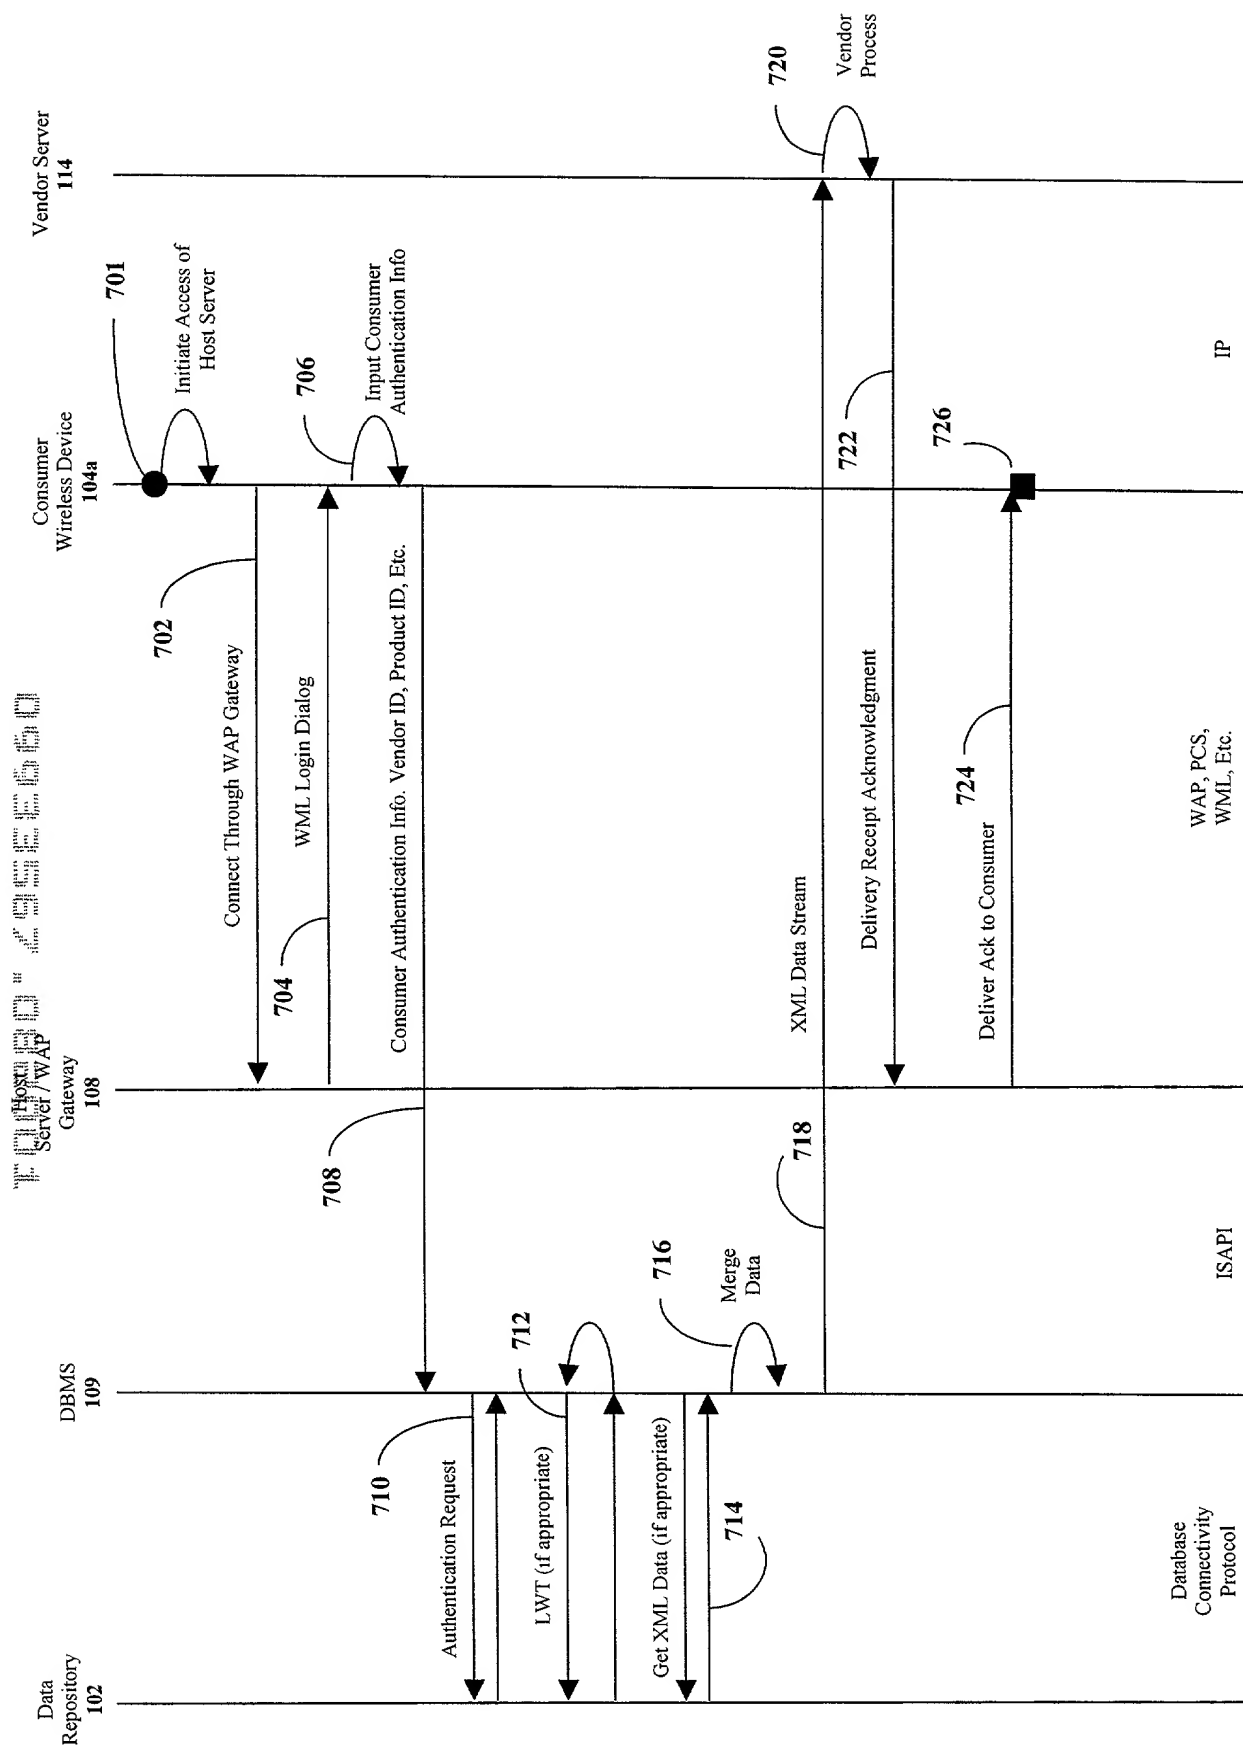 Data
Repository
102
DBMS
109
Host
Server / WAP
Gateway
108
Consumer
Wireless Device
104a
Vendor Server
114
701
Initiate Access of
Host Server
702
Connect Through WAP Gateway
704
WML Login Dialog
706
Input Consumer
Authentication Info
Consumer Authentication Info. Vendor ID, Product ID, Etc.
708
710
Authentication Request
712
LWT (if appropriate)
Get XML Data (if appropriate)
714
716
Merge
Data
718
XML Data Stream
720
Vendor
Process
722
Delivery Receipt Acknowledgment
724
Deliver Ack to Consumer
726
Database
Connectivity
Protocol
ISAPI
WAP, PCS,
WML, Etc.
IP